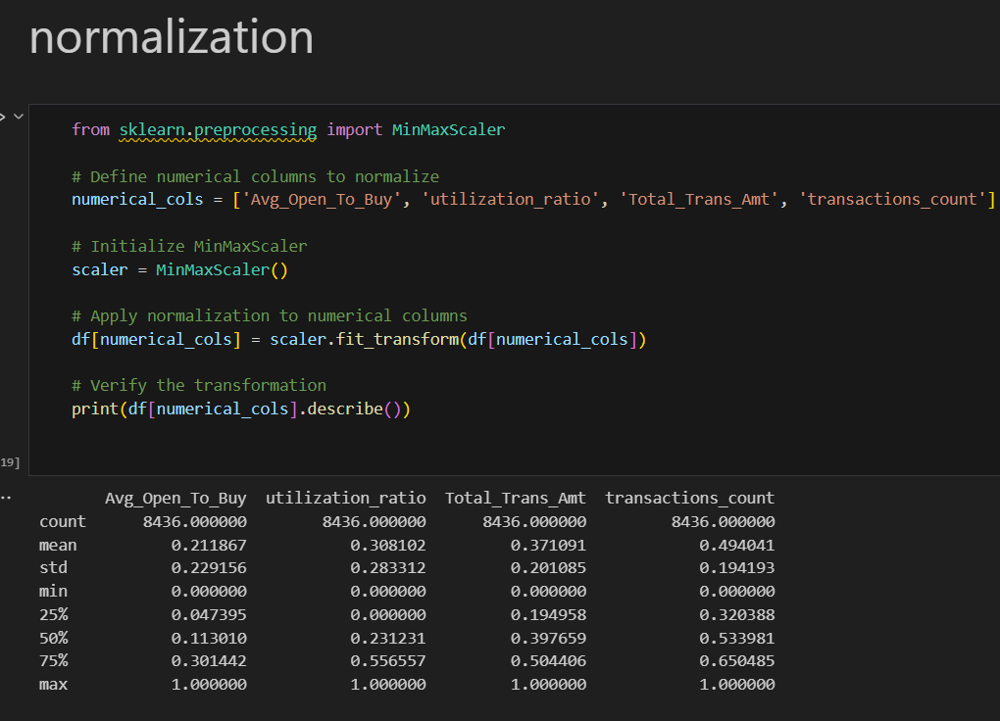 normalization
from sklearn.preprocessing import MinMaxScaler
# Define numerical columns to normalize
numerical_cols = ['Avg_Open_To_Buy', 'utilization_ratio', 'Total_Trans_Amt', 'transactions_count']
# Initialize MinMaxScaler
scaler = MinMaxScaler()
# Apply normalization to numerical columns
df[numerical_cols] = scaler.fit_transform(df[numerical_cols])
# Verify the transformation
print(df[numerical_cols].describe())
19]
Avg_Open_To_Buy utilization_ratio Total_Trans_Amt transactions_count
count 8436.000000 8436.000000 8436.000000 8436.000000
mean 0.211867 0.308102 0.371091 0.494041
std 0.229156 0.283312 0.201085 0.194193
min 0.000000 0.000000 0.000000 0.000000
25% 0.047395 0.000000 0.194958 0.320388
50% 0.113010 0.231231 0.397659 0.533981
75% 0.301442 0.556557 0.504406 0.650485
max 1.000000 1.000000 1.000000 1.000000